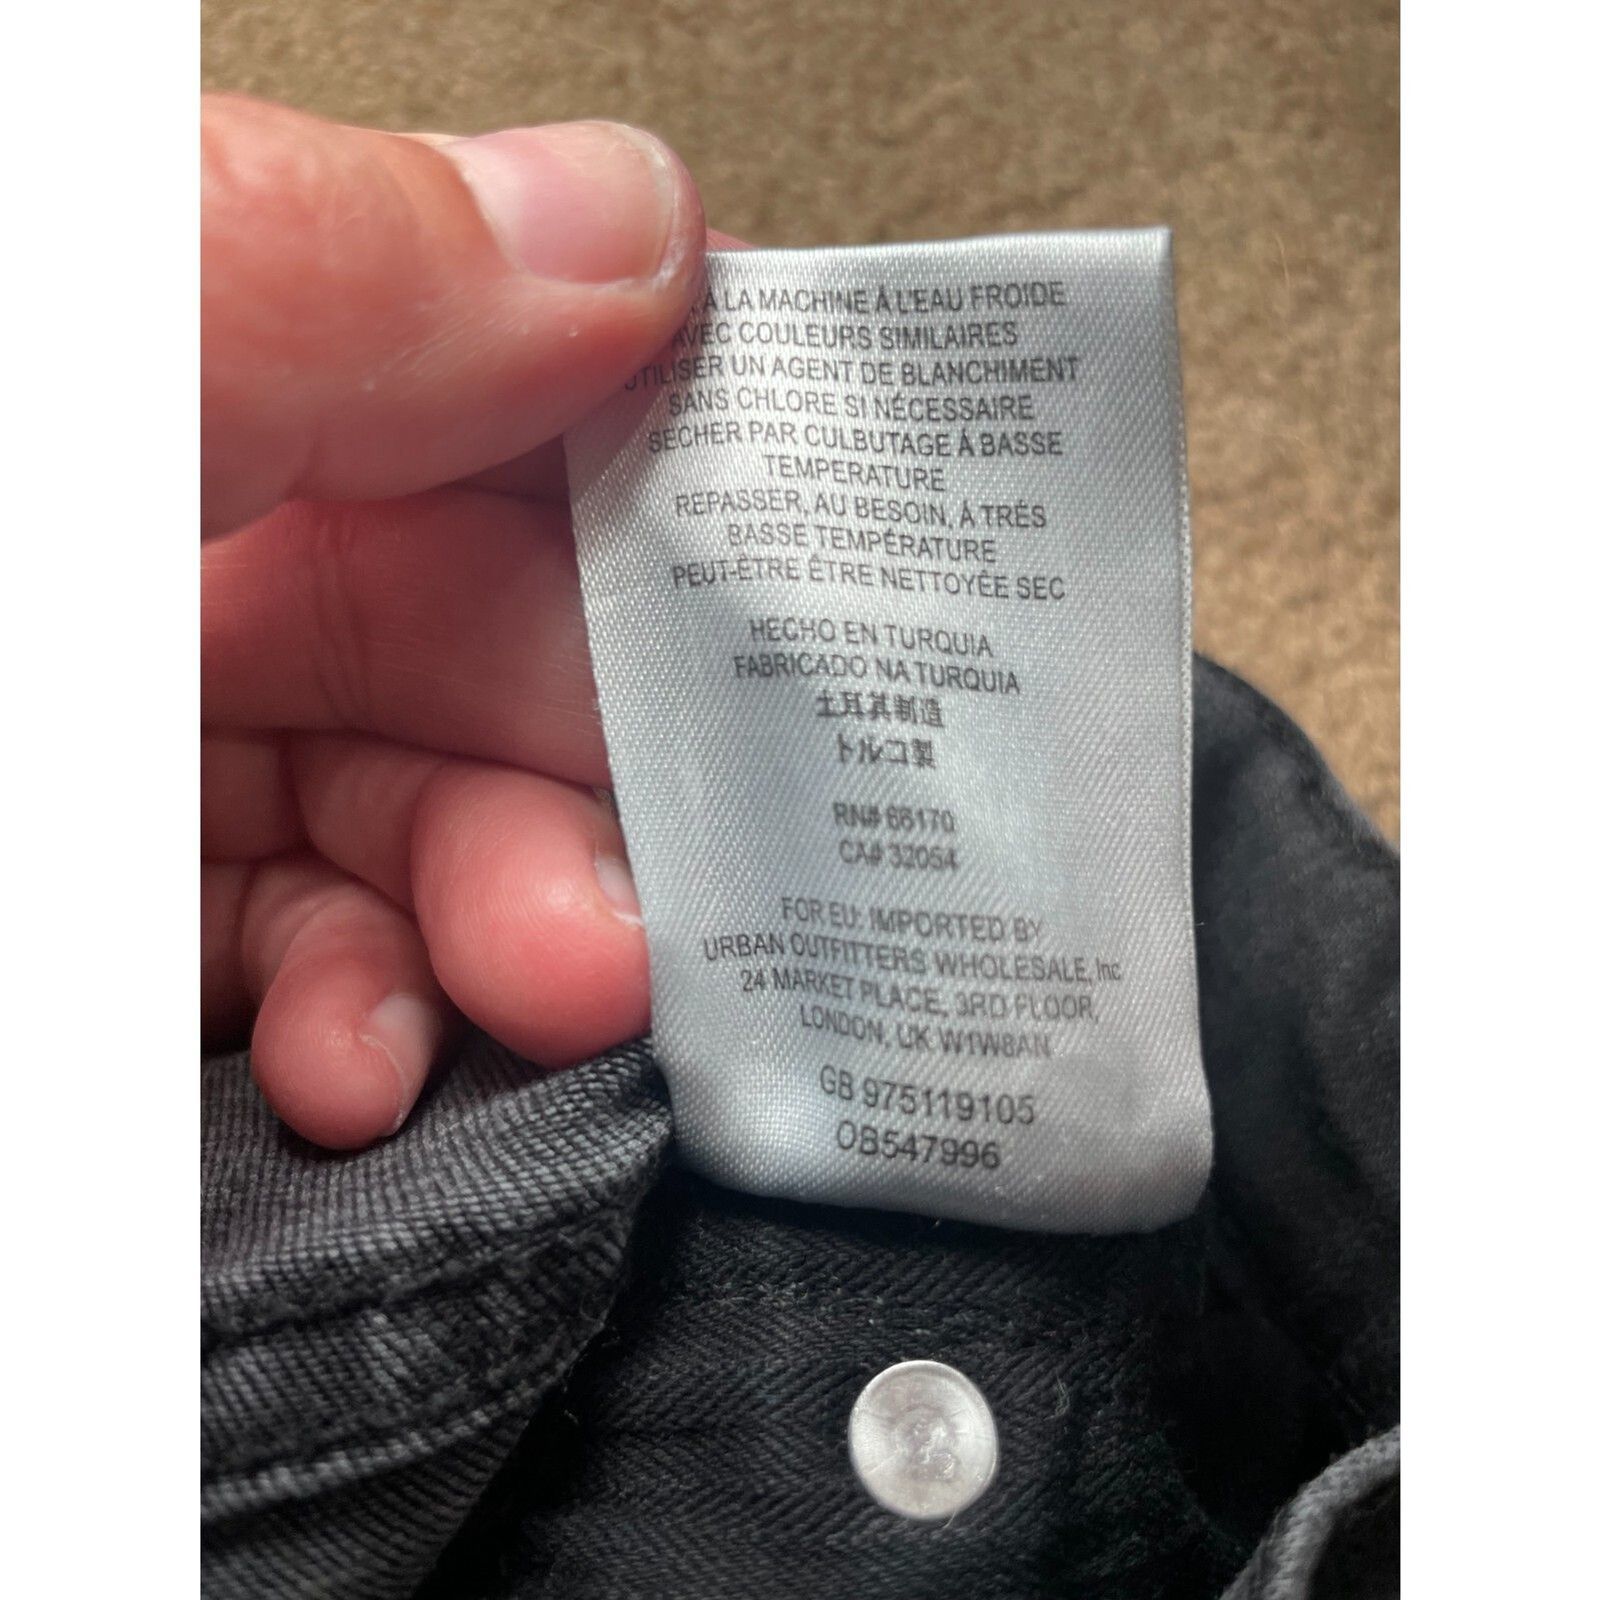 À LA MACHINE À L'EAU FROIDE
AVEC COULEURS SIMILAIRES
UTILISER UN AGENT DE BLANCHIMENT
SANS CHLORE SI NÉCESSAIRE
SECHER PAR CULBUTAGE À BASSE
TEMPERATURE
REPASSER, AU BESOIN, À TRÈS
BASSE TEMPÉRATURE
PEUT-ÊTRE ÊTRE NETTOYÉE SEC
HECHO EN TURQUIA
FABRICADO NA TURQUIA
土耳其制造
トルコ製
RN# 66170
CA# 32054
FOR EU: IMPORTED BY
URBAN OUTFITTERS WHOLESALE, Inc
24 MARKET PLACE, 3RD FLOOR,
LONDON, UK W1W8AN
GB 975119105
OB547996